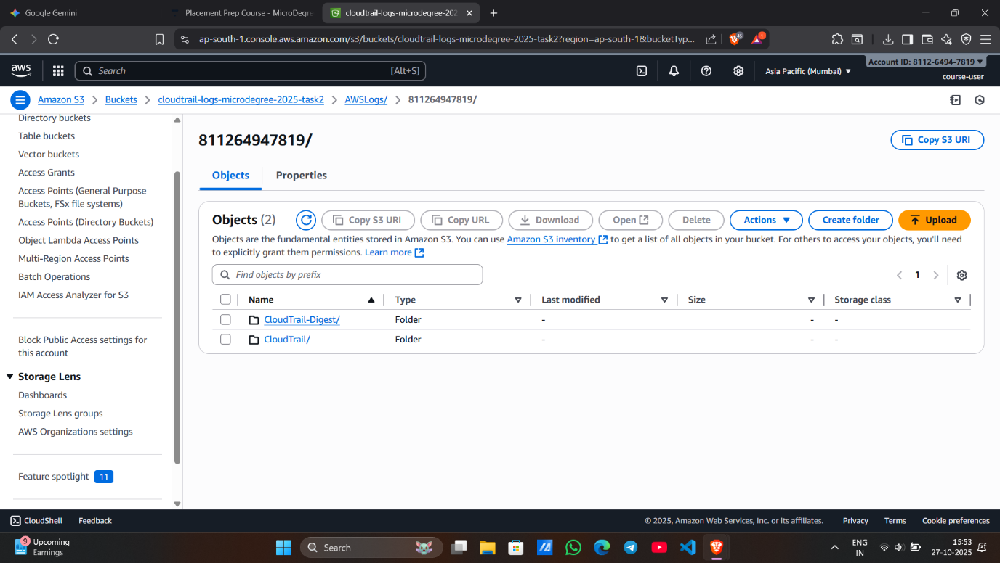 Google Gemini
Placement Prep Course - MicroDegre
cloudtrail-logs-microdegree-202
ap-south-1.console.aws.amazon.com/s3/buckets/cloudtrail-logs-microdegree-2025-task2?region=ap-south-1&bucketTyp...
45
1
aws
Search
[Alt+S]
Asia Pacific (Mumbai)
Account ID: 8112-6494-7819
course-user
Amazon S3
Buckets
cloudtrail-logs-microdegree-2025-task2
AWSLogs/
811264947819/
Directory buckets
Table buckets
Vector buckets
Access Grants
Access Points (General Purpose
Buckets, FSx file systems)
Access Points (Directory Buckets)
Object Lambda Access Points
Multi-Region Access Points
Batch Operations
IAM Access Analyzer for S3
Block Public Access settings for
this account
Storage Lens
Dashboards
Storage Lens groups
AWS Organizations settings
Feature spotlight 11
811264947819/
Copy S3 URI
Objects
Properties
Objects (2)
Copy S3 URI
Copy URL
Download
Open
Delete
Actions
Create folder
Upload
Objects are the fundamental entities stored in Amazon S3. You can use Amazon S3 inventory to get a list of all objects in your bucket. For others to access your objects, you'll need
to explicitly grant them permissions. Learn more
Find objects by prefix
1
Name Type Last modified Size Storage class
CloudTrail-Digest/ Folder - - -
CloudTrail/ Folder - - -
CloudShell
Feedback
© 2025, Amazon Web Services, Inc. or its affiliates.
Privacy
Terms
Cookie preferences
9
Upcoming
Earnings
Search
ENG
IN
15:53
27-10-2025